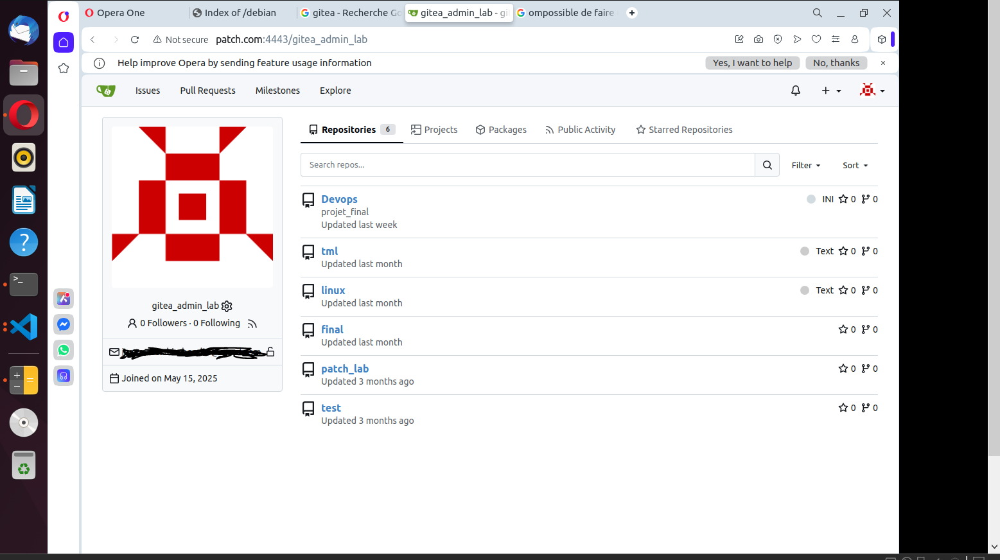 Opera One
Index of /debian
gitea - Recherche Go
gitea_admin_lab - gi
ompossible de faire
Not secure patch.com:4443/gitea_admin_lab
Help improve Opera by sending feature usage information
Yes, I want to help
No, thanks
Issues
Pull Requests
Milestones
Explore
Repositories 6
Projects
Packages
Public Activity
Starred Repositories
Search repos...
Filter
Sort
Devops
INI 0 0
projet_final
Updated last week
tml
Text 0 0
Updated last month
linux
Text 0 0
Updated last month
final
0 0
Updated last month
patch_lab
0 0
Updated 3 months ago
test
0 0
Updated 3 months ago
gitea_admin_lab
0 Followers · 0 Following
Joined on May 15, 2025